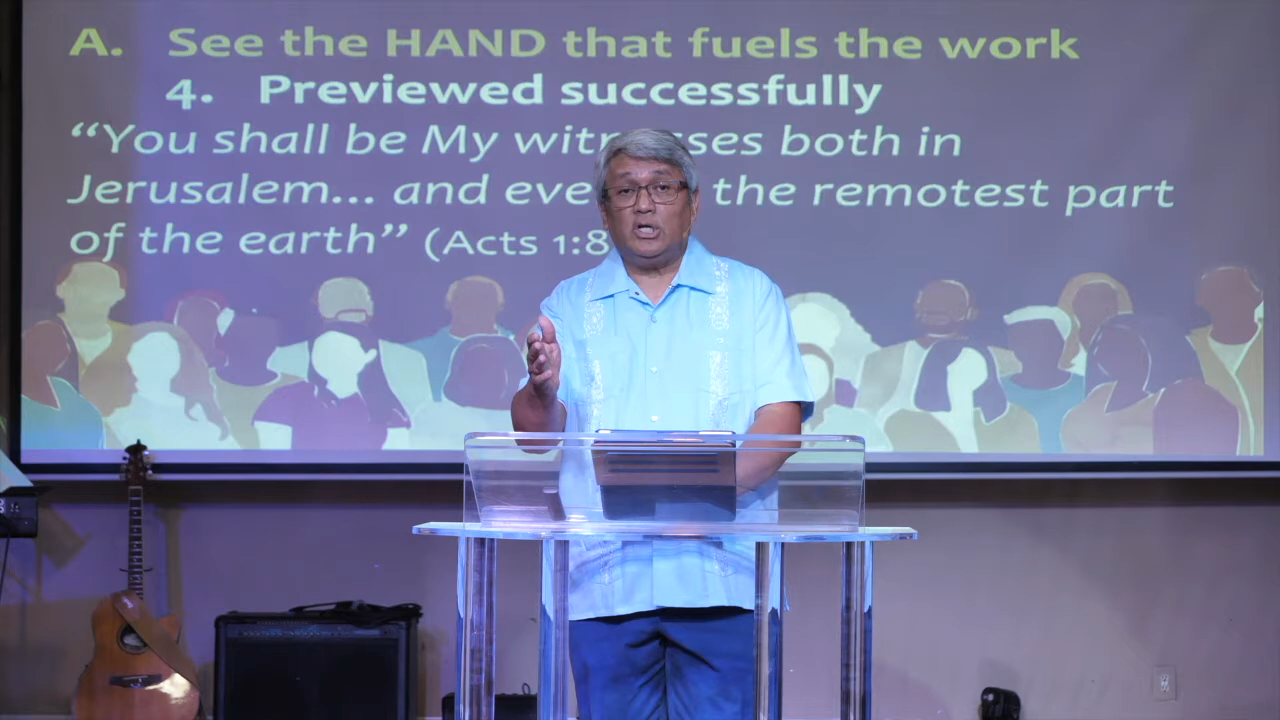 A. See the HAND that fuels the work
4. Previewed successfully
“You shall be My sses both in
Jerusalem... and the remotest part
of the earth” (Acts 1:8